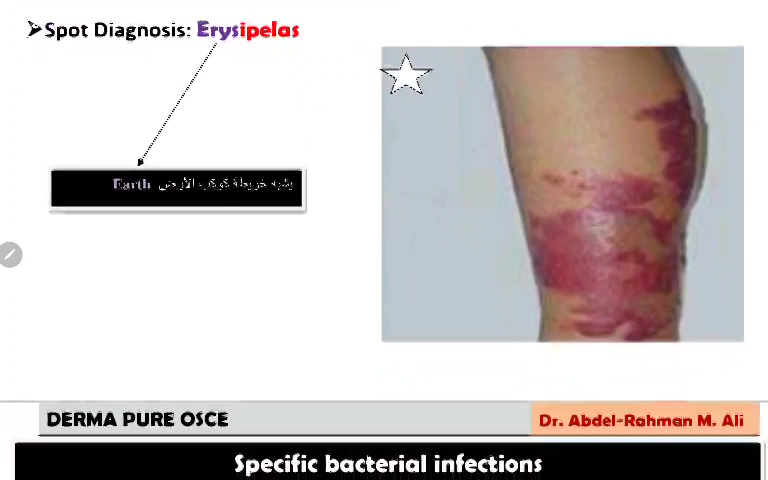 ➢Spot Diagnosis: Erysipelas
يشبه خريطة كوكب الأرض Earth
DERMA PURE OSCE
Dr. Abdel-Rahman M. Ali
Specific bacterial infections